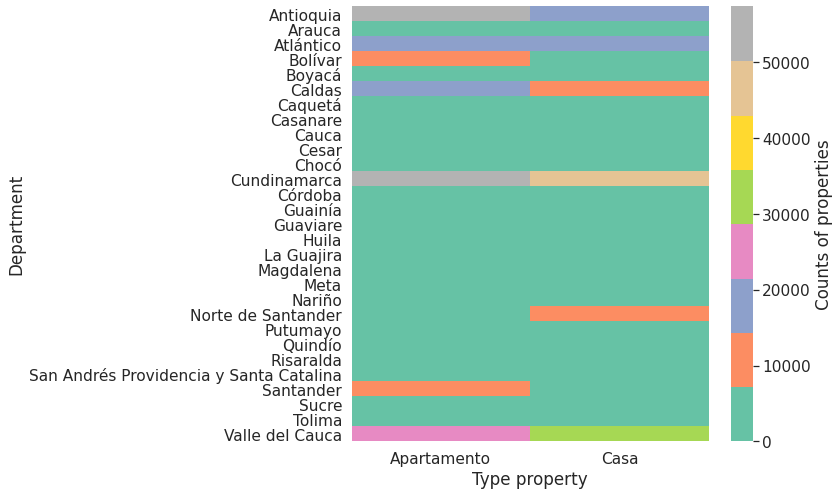 Department
Antioquia
Arauca
Atlántico
Bolívar
Boyacá
Caldas
Caquetá
Casanare
Cauca
Cesar
Chocó
Cundinamarca
Córdoba
Guainía
Guaviare
Huila
La Guajira
Magdalena
Meta
Nariño
Norte de Santander
Putumayo
Quindío
Risaralda
San Andrés Providencia y Santa Catalina
Santander
Sucre
Tolima
Valle del Cauca
Apartamento Casa
Type property
50000
40000
30000
20000
10000
0
Counts of properties